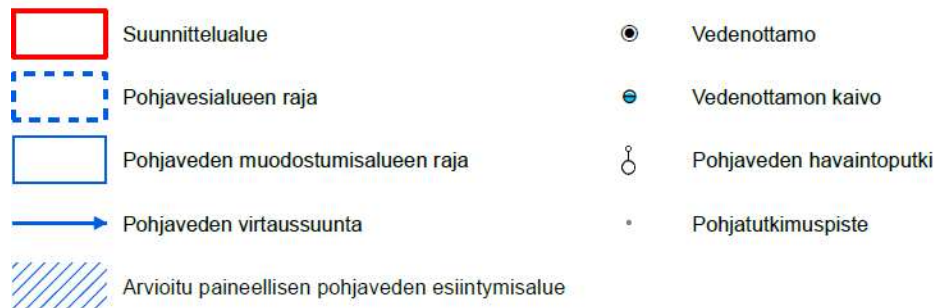 Suunnittelualue
Pohjavesialueen raja
Pohjaveden muodostumisalueen raja
Pohjaveden virtaussuunta
Arvioitu paineellisen pohjaveden esiintymisalue
Vedenottamo
Vedenottamon kaivo
Pohjaveden havaintoputki
Pohjatutkimuspiste